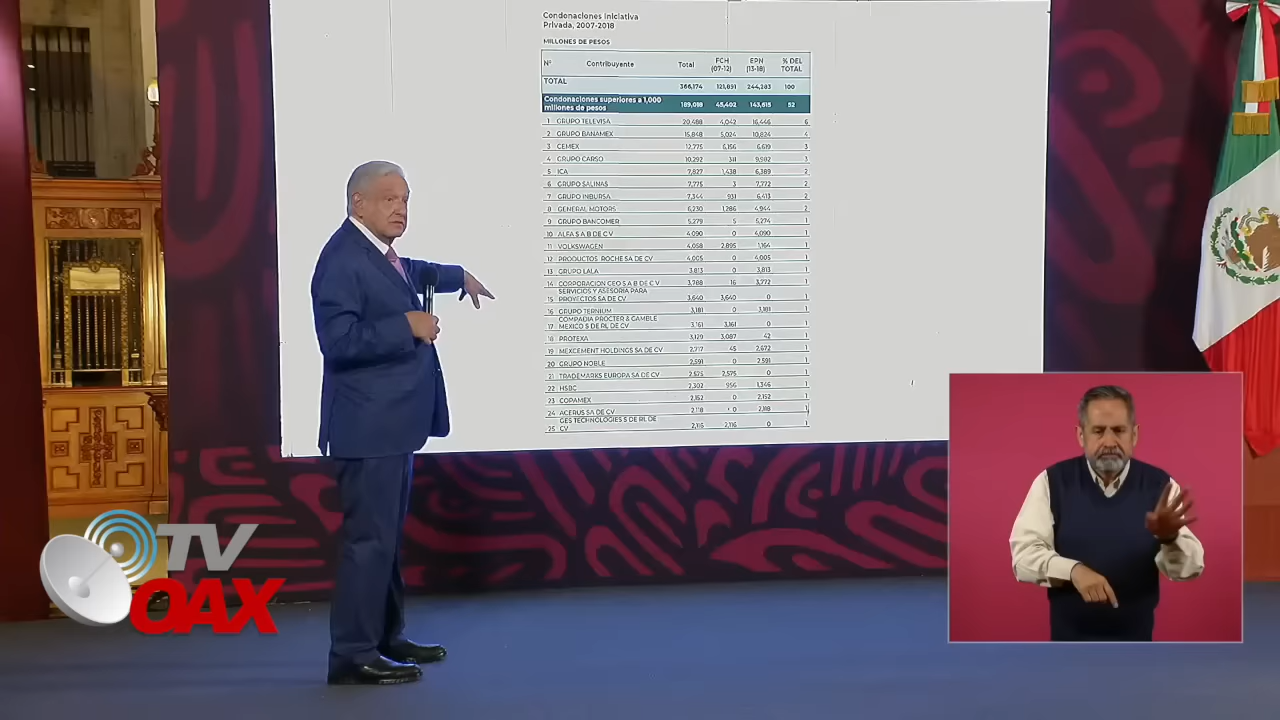 Condonaciones Iniciativa
Privada, 2007-2018
MILLONES DE PESOS
N° Contribuyente Total FCH (07-12) EPN (13-18) % DEL TOTAL
TOTAL 366,174 121,891 244,283 100
Condonaciones superiores a 1,000 millones de pesos 189,018 45,402 143,615 52
1 GRUPO TELEVISA 20,488 4,042 16,446 6
2 GRUPO BANAMEX 15,848 5,024 10,824 4
3 CEMEX 12,775 6,156 6,619 3
4 GRUPO CARSO 10,292 311 9,982 3
5 ICA 7,827 1,438 6,389 2
6 GRUPO SALINAS 7,775 3 7,772 2
7 GRUPO INBURSA 7,344 931 6,413 2
8 GENERAL MOTORS 6,230 1,286 4,944 2
9 GRUPO BANCOMER 5,279 5 5,274 1
10 ALFA S A B DE C V 4,090 0 4,090 1
11 VOLKSWAGEN 4,058 2,895 1,164 1
12 PRODUCTOS ROCHE SA DE CV 4,005 0 4,005 1
13 GRUPO LALA 3,813 0 3,813 1
14 CORPORACION GEO S A B DE C V 3,788 16 3,772 1
15 SERVICIOS Y ASESORIA PARA PROYECTOS SA DE CV 3,640 3,640 0 1
16 GRUPO TERNIUM 3,181 0 3,181 1
17 COMPAÑIA PROCTER & GAMBLE MEXICO S DE RL DE CV 3,161 3,161 0 1
18 PROTEXA 3,129 3,087 42 1
19 MEXCEMENT HOLDINGS SA DE CV 2,717 45 2,672 1
20 GRUPO NOBLE 2,591 0 2,591 1
21 TRADEMARKS EUROPA SA DE CV 2,575 2,575 0 1
22 HSBC 2,302 956 1,346 1
23 COPAMEX 2,152 0 2,152 1
24 ACERUS SA DE CV 2,118 0 2,118 1
25 GES TECHNOLOGIES S DE RL DE CV 2,116 2,116 0 1
TV
OAX